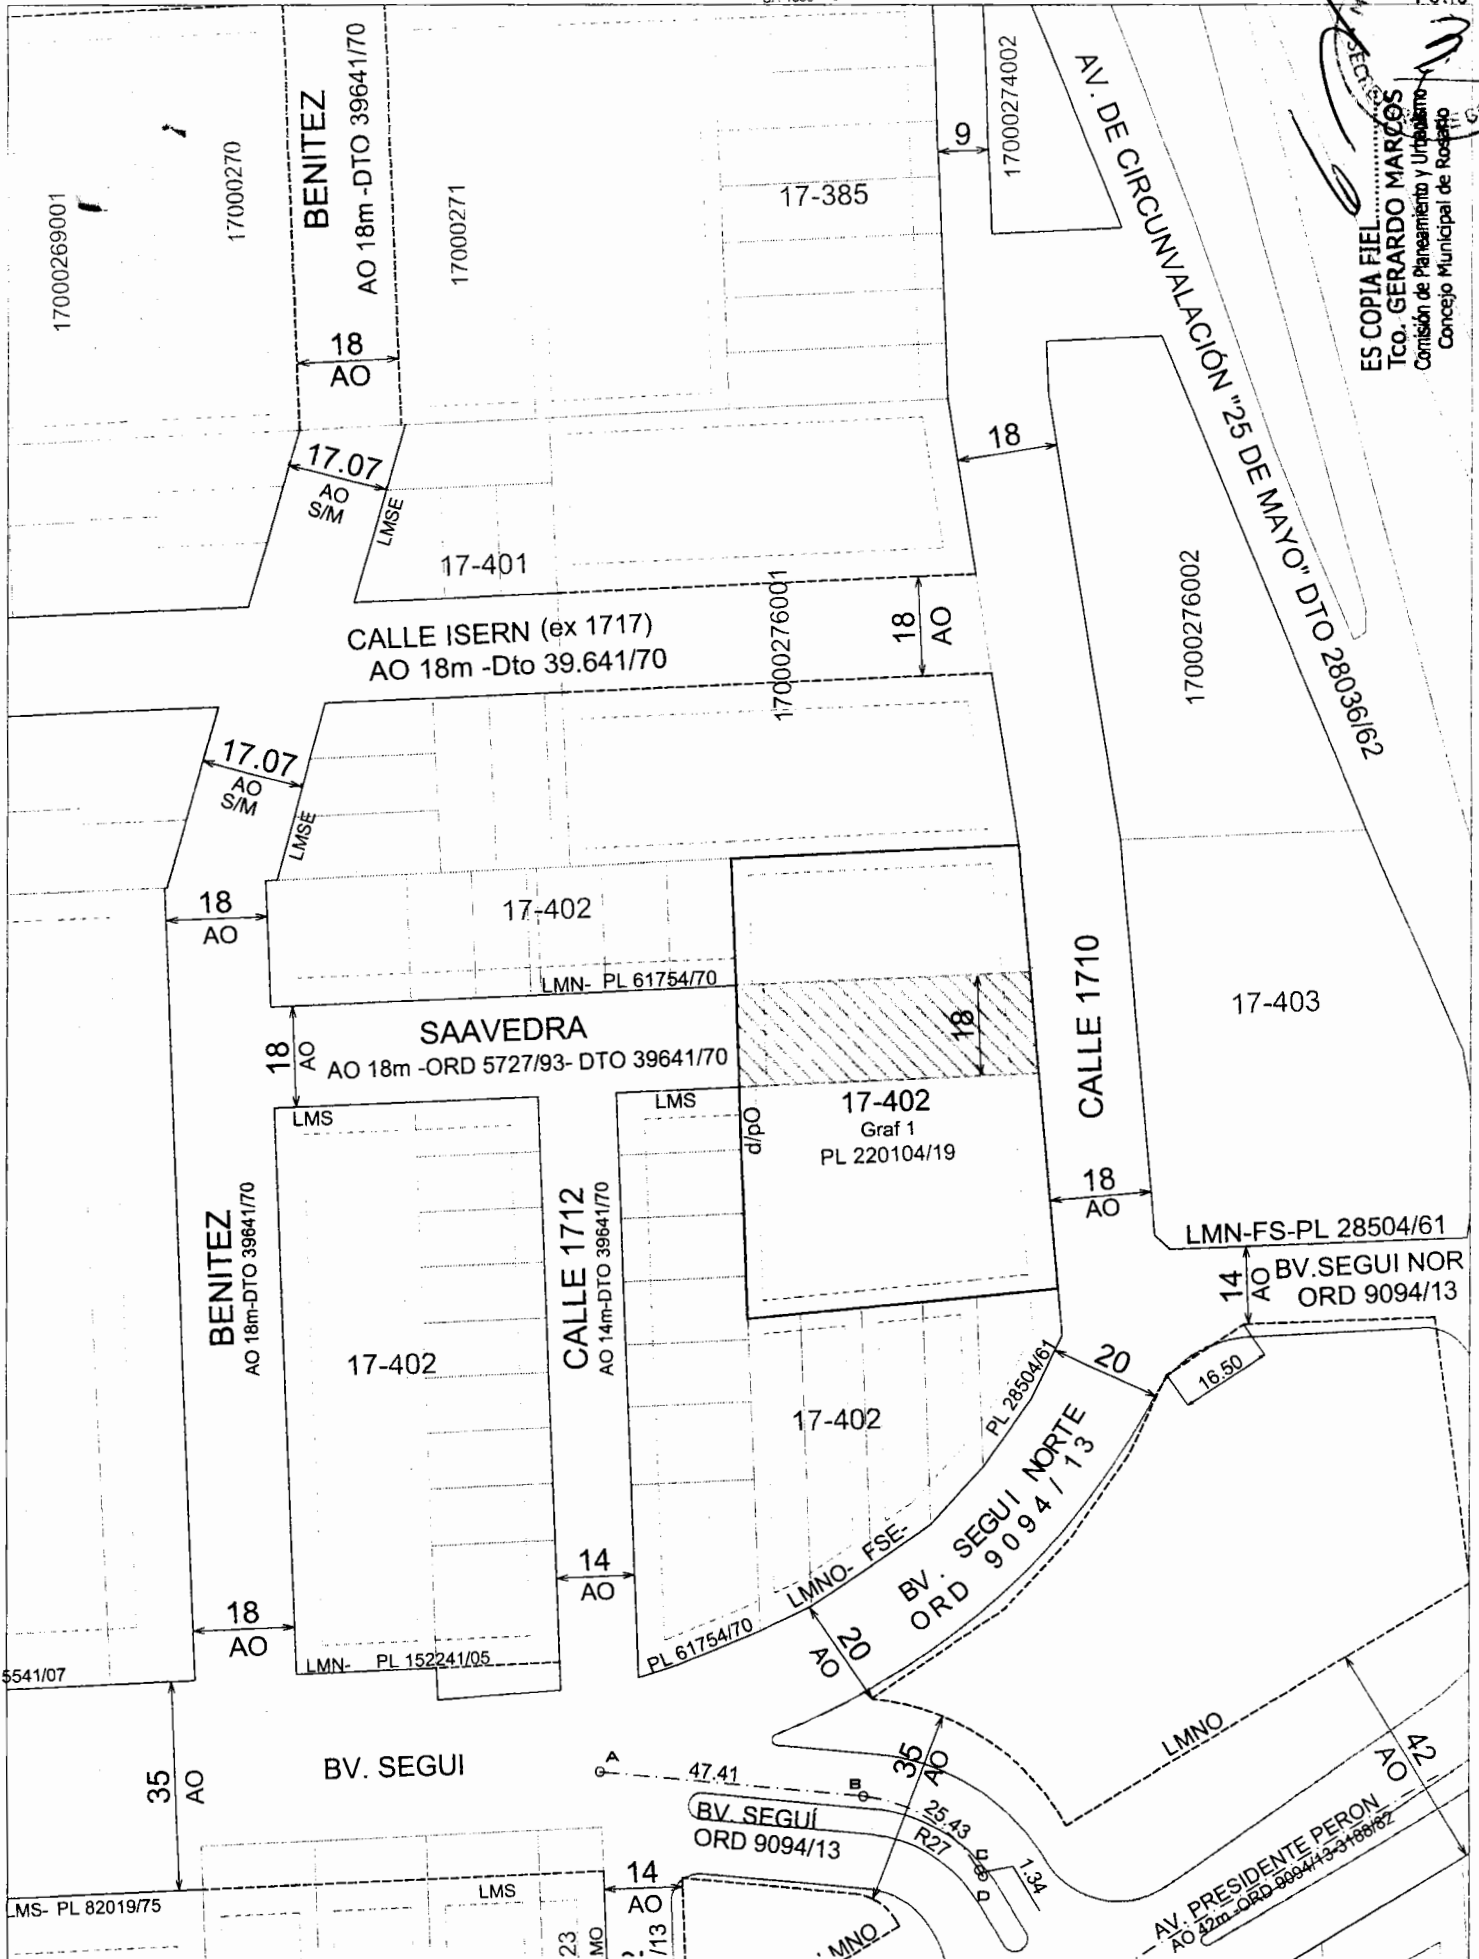 17000269001
17000270
BENITEZ
AO 18m -DTO 39641/70
17000271
17-385
9
17000274002
AV. DE CIRCUNVALACIÓN "25 DE MAYO" DTO 28036/62
ES COPIA FIEL
Tco. GERARDO MARCOS
Comisión de Planeamiento y Urbanismo
Concejo Municipal de Rosario
18
AO
17.07
AO
S/M
LMSE
17-401
18
CALLE ISERN (ex 1717)
AO 18m -Dto 39.641/70
17000276001
18
AO
17000276002
17.07
AO
S/M
LMSE
18
AO
17-402
LMN- PL 61754/70
SAAVEDRA
AO 18m -ORD 5727/93- DTO 39641/70
18
AO
18
CALLE 1710
17-403
LMS
LMS
d/pO
17-402
Graf 1
PL 220104/19
18
AO
LMN-FS-PL 28504/61
BV.SEGUI NOR
ORD 9094/13
14
AO
BENITEZ
AO 18m-DTO 39641/70
17-402
CALLE 1712
AO 14m-DTO 39641/70
17-402
PL 28504/61
20
16.50
BV. SEGUI NORTE
ORD 9094/13
LMNO- FSE-
PL 61754/70
14
AO
18
AO
20
AO
5541/07
LMN- PL 152241/05
35
AO
BV. SEGUI
A
47.41
B
35
AO
LMNO
42
AO
BV. SEGUÍ
ORD 9094/13
25.43
R27
C
D
1.34
AV. PRESIDENTE PERON
AO 42m -ORD 9094/13-3188/82
LMS- PL 82019/75
LMS
14
AO
23
MO
/13
LMNO